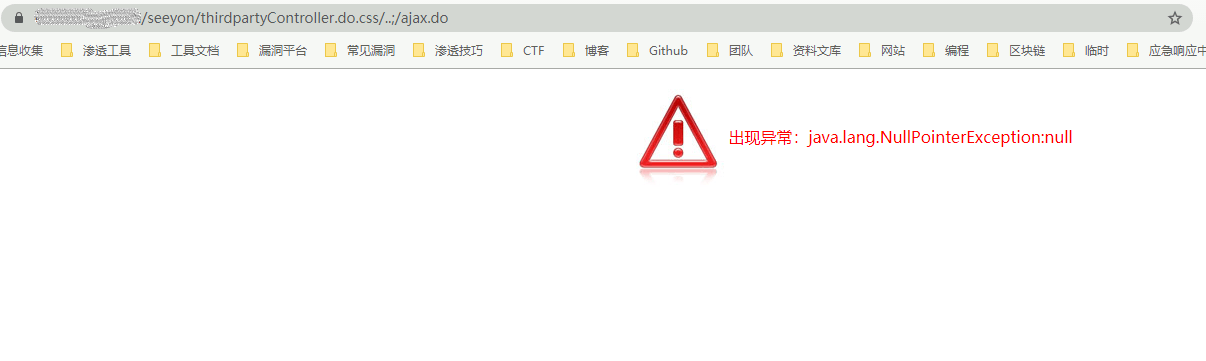 /seeyon/thirdpartyController.do.css/..;/ajax.do
信息收集 渗透工具 工具文档 漏洞平台 常见漏洞 渗透技巧 CTF 博客 Github 团队 资料文库 网站 编程 区块链 临时 应急响应中
出现异常：java.lang.NullPointerException:null